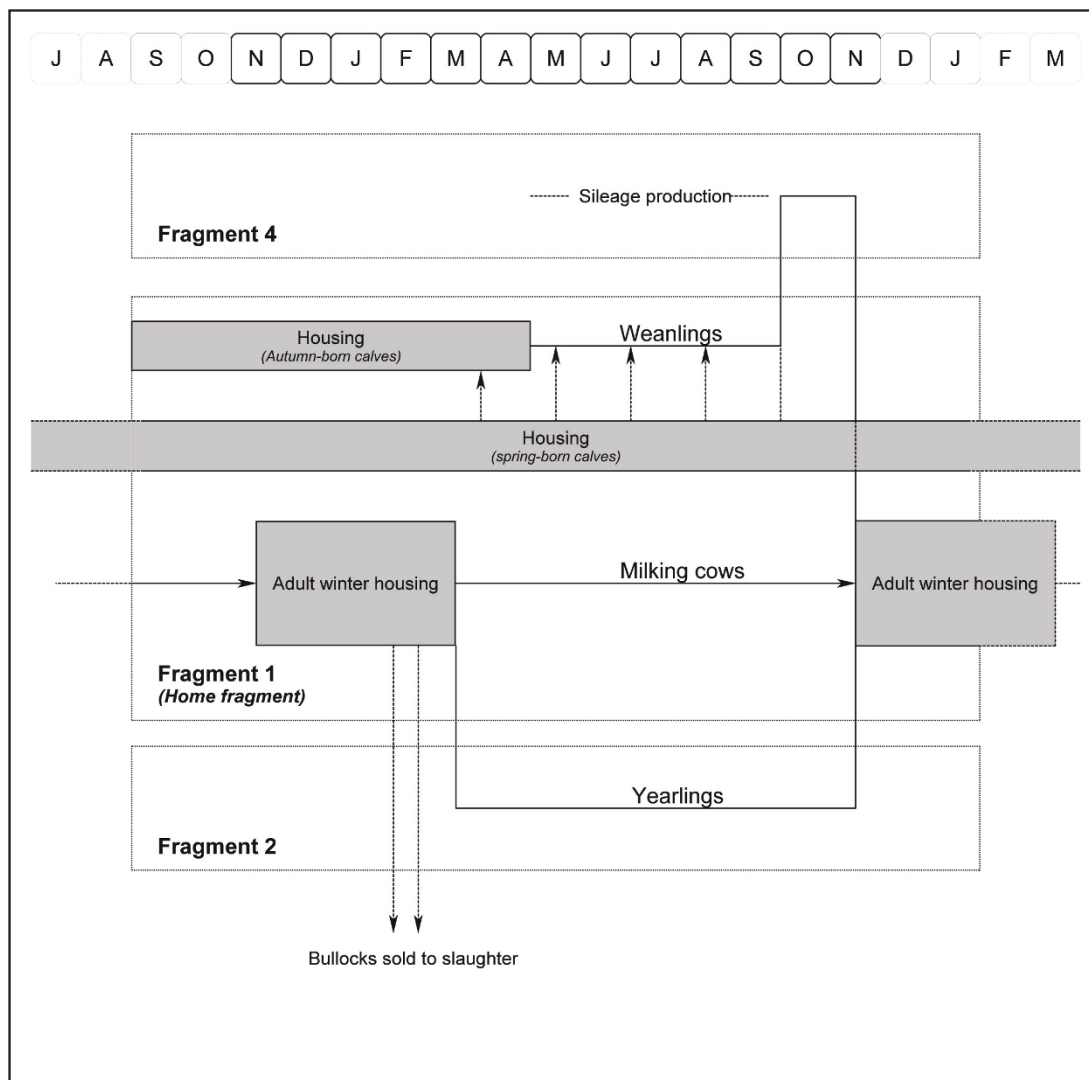 J A S O N D J F M A M J J A S O N D J F M
Sileage production
Fragment 4
Housing
(Autumn-born calves)
Weanlings
Housing
(spring-born calves)
Adult winter housing
Milking cows
Adult winter housing
Fragment 1
(Home fragment)
Yearlings
Fragment 2
Bullocks sold to slaughter